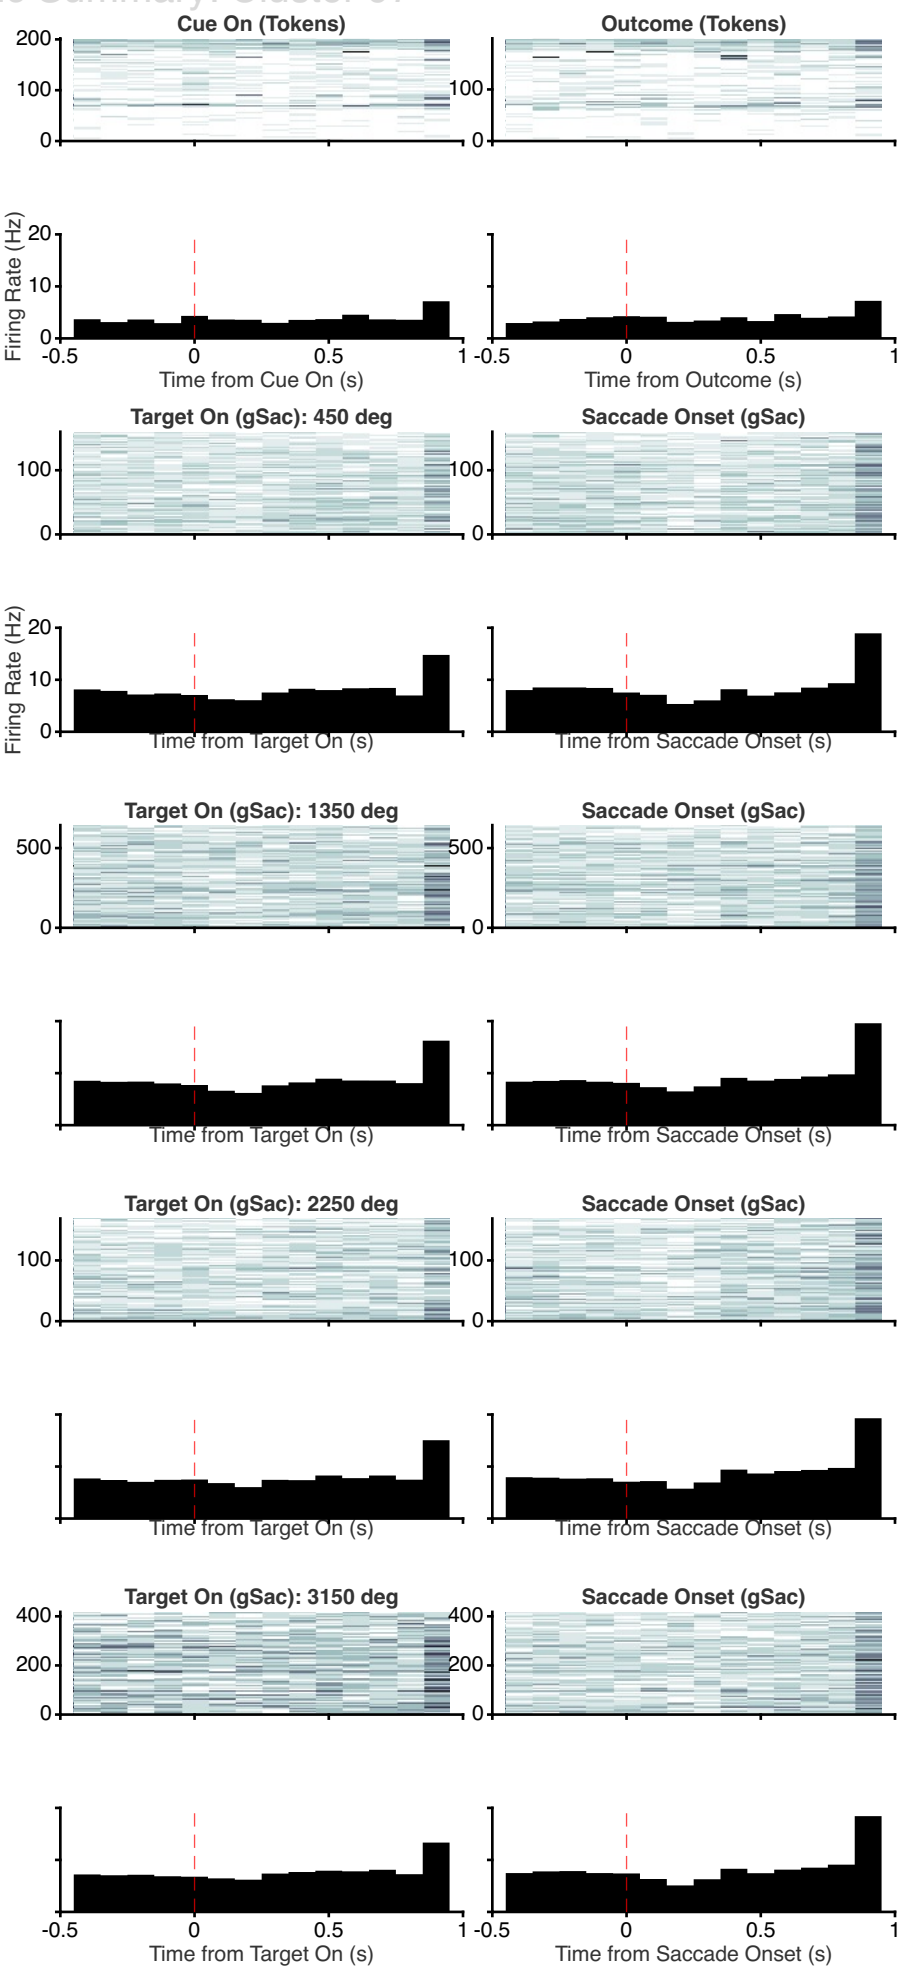 Summary: Cluster
Cue On (Tokens) Outcome (Tokens)
200
100 100
0 0
Firing Rate (Hz)
20
10
0
-0.5 0 0.5 1 -0.5 0 0.5 1
Time from Cue On (s) Time from Outcome (s)
Target On (gSac): 450 deg Saccade Onset (gSac)
100 100
0 0
Firing Rate (Hz)
20
10
0
Time from Target On (s) Time from Saccade Onset (s)
Target On (gSac): 1350 deg Saccade Onset (gSac)
500 500
0 0
Time from Target On (s) Time from Saccade Onset (s)
Target On (gSac): 2250 deg Saccade Onset (gSac)
100 100
0 0
Time from Target On (s) Time from Saccade Onset (s)
Target On (gSac): 3150 deg Saccade Onset (gSac)
400 400
200 200
0 0
-0.5 0 0.5 1 -0.5 0 0.5 1
Time from Target On (s) Time from Saccade Onset (s)